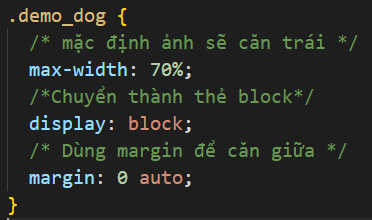 .demo_dog {
/* mặc định ảnh sẽ căn trái */
max-width: 70%;
/*Chuyển thành thẻ block*/
display: block;
/* Dùng margin để căn giữa */
margin: 0 auto;
}